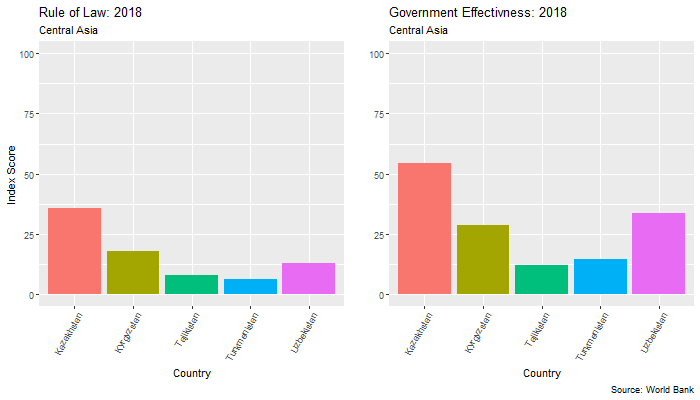 Rule of Law: 2018
Central Asia
Index Score
100
75
50
25
0
Kazakhstan
Kyrgyzstan
Tajikistan
Turkmenistan
Uzbekistan
Country
Government Effectivness: 2018
Central Asia
100
75
50
25
0
Kazakhstan
Kyrgyzstan
Tajikistan
Turkmenistan
Uzbekistan
Country
Source: World Bank